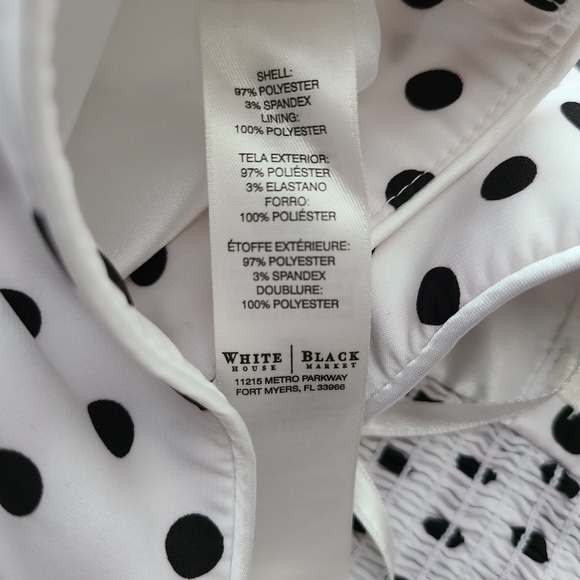 SHELL:
97% POLYESTER
3% SPANDEX
LINING:
100% POLYESTER
TELA EXTERIOR:
97% POLIÉSTER
3% ELASTANO
FORRO:
100% POLIÉSTER
ÉTOFFE EXTÉRIEURE:
97% POLYESTER
3% SPANDEX
DOUBLURE:
100% POLYESTER
WHITE | BLACK
HOUSE MARKET
11215 METRO PARKWAY
FORT MYERS, FL 33966